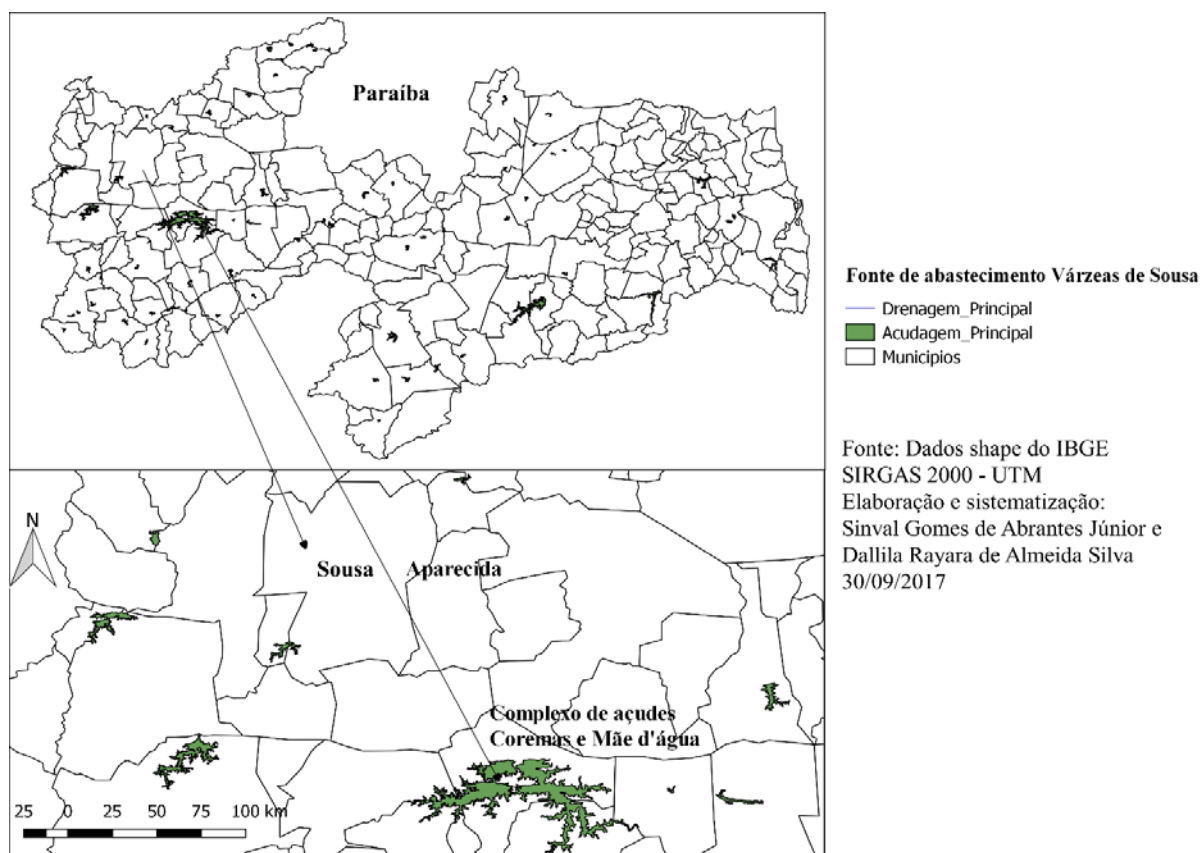 Paraíba
N
Sousa
Aparecida
Complexo de açudes
Coremas e Mãe d'água
25 0 25 50 75 100 km
Fonte de abastecimento Várzeas de Sousa
Drenagem_Principal
Acudagem_Principal
Municipios
Fonte: Dados shape do IBGE
SIRGAS 2000 - UTM
Elaboração e sistematização:
Sinval Gomes de Abrantes Júnior e
Dallila Rayara de Almeida Silva
30/09/2017